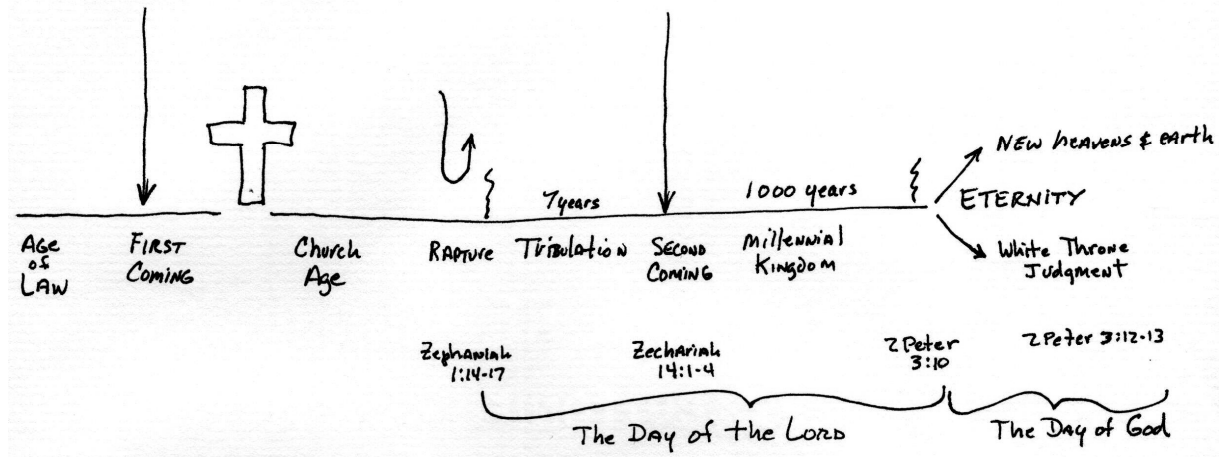 NEW heavens & earth
7 years
1000 years
ETERNITY
AGE
of
LAW
FIRST
COMING
Church
Age
RAPTURE
TRIBULATION
SECOND
COMING
Millennial
Kingdom
White Throne
Judgment
Zephaniah
1:14-17
Zechariah
14:1-4
2 Peter
3:10
2 Peter 3:12-13
The DAY of the LORD
The DAY of God